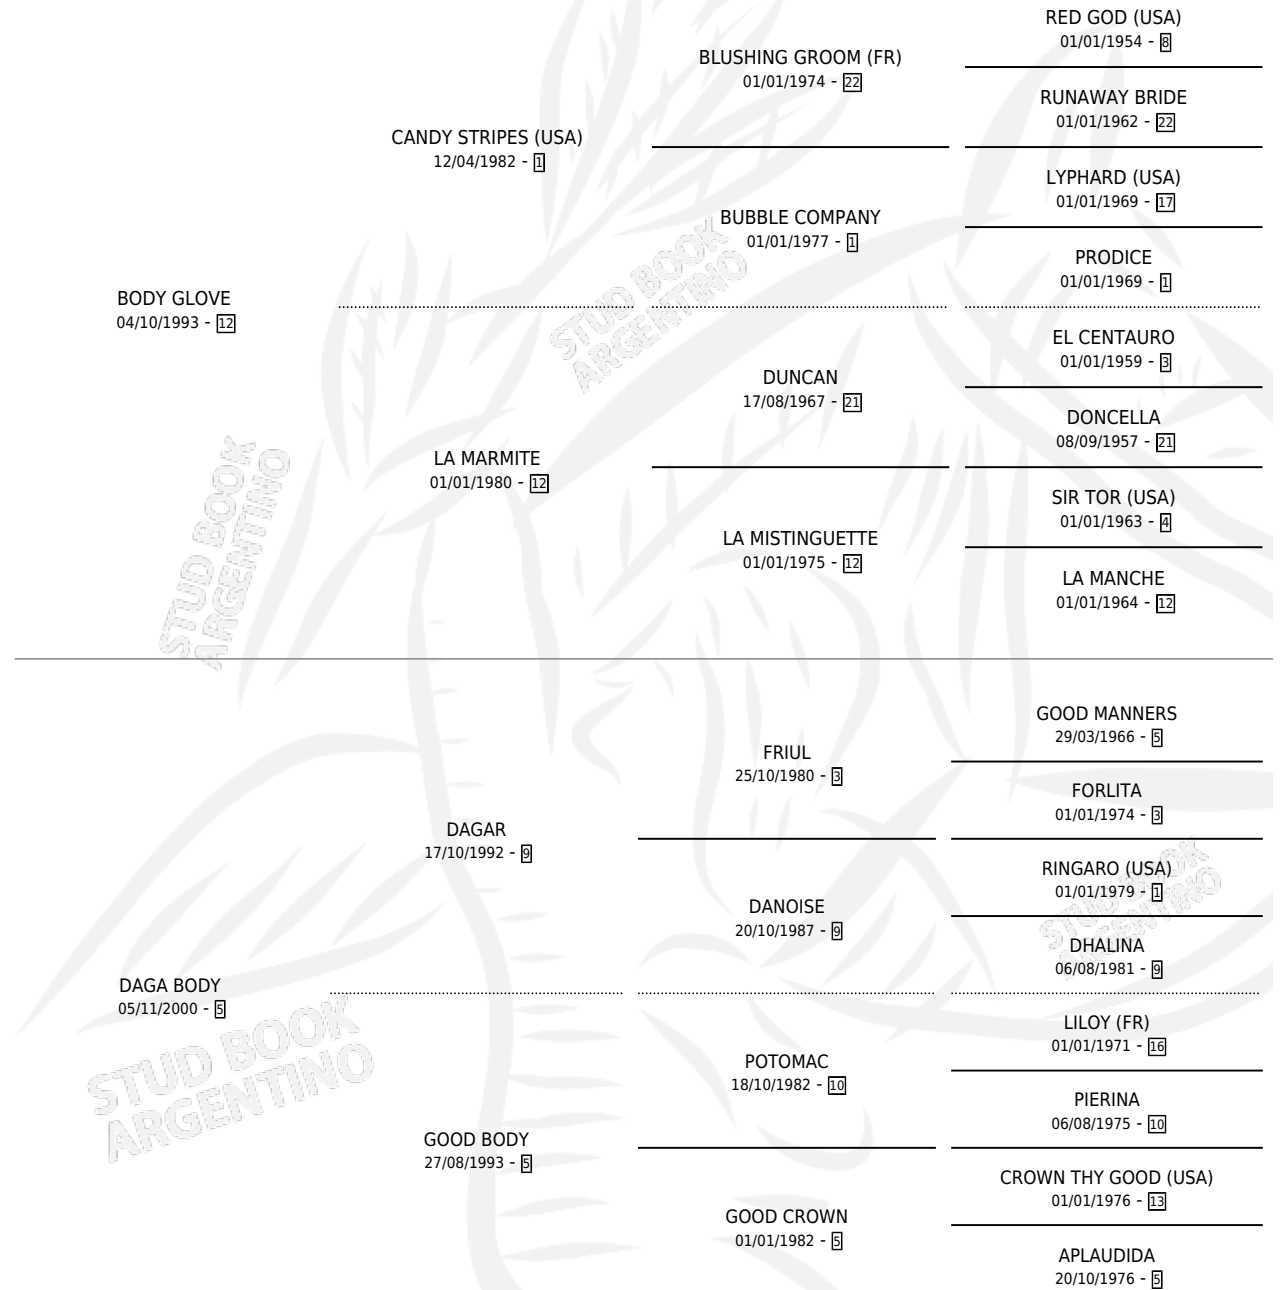 RED GOD (USA)
01/01/1954 - 8
BLUSHING GROOM (FR)
01/01/1974 - 22
RUNAWAY BRIDE
01/01/1962 - 22
CANDY STRIPES (USA)
12/04/1982 - 1
LYPHARD (USA)
01/01/1969 - 17
BUBBLE COMPANY
01/01/1977 - 1
PRODICE
01/01/1969 - 1
BODY GLOVE
04/10/1993 - 12
STUD BOOK
ARGENTINO
EL CENTAURO
01/01/1959 - 3
DUNCAN
17/08/1967 - 21
DONCELLA
08/09/1957 - 21
LA MARMITE
01/01/1980 - 12
SIR TOR (USA)
01/01/1963 - 4
LA MISTINGUETTE
01/01/1975 - 12
LA MANCHE
01/01/1964 - 12
STUD BOOK
ARGENTINO
GOOD MANNERS
29/03/1966 - 5
FRIUL
25/10/1980 - 3
FORLITA
01/01/1974 - 3
DAGAR
17/10/1992 - 9
RINGARO (USA)
01/01/1979 - 1
DANOISE
20/10/1987 - 9
STUD BOOK
ARGENTINO
DHALINA
06/08/1981 - 9
DAGA BODY
05/11/2000 - 5
STUD BOOK
ARGENTINO
LILOY (FR)
01/01/1971 - 16
POTOMAC
18/10/1982 - 10
PIERINA
06/08/1975 - 10
GOOD BODY
27/08/1993 - 5
CROWN THY GOOD (USA)
01/01/1976 - 13
GOOD CROWN
01/01/1982 - 5
APLAUDIDA
20/10/1976 - 5